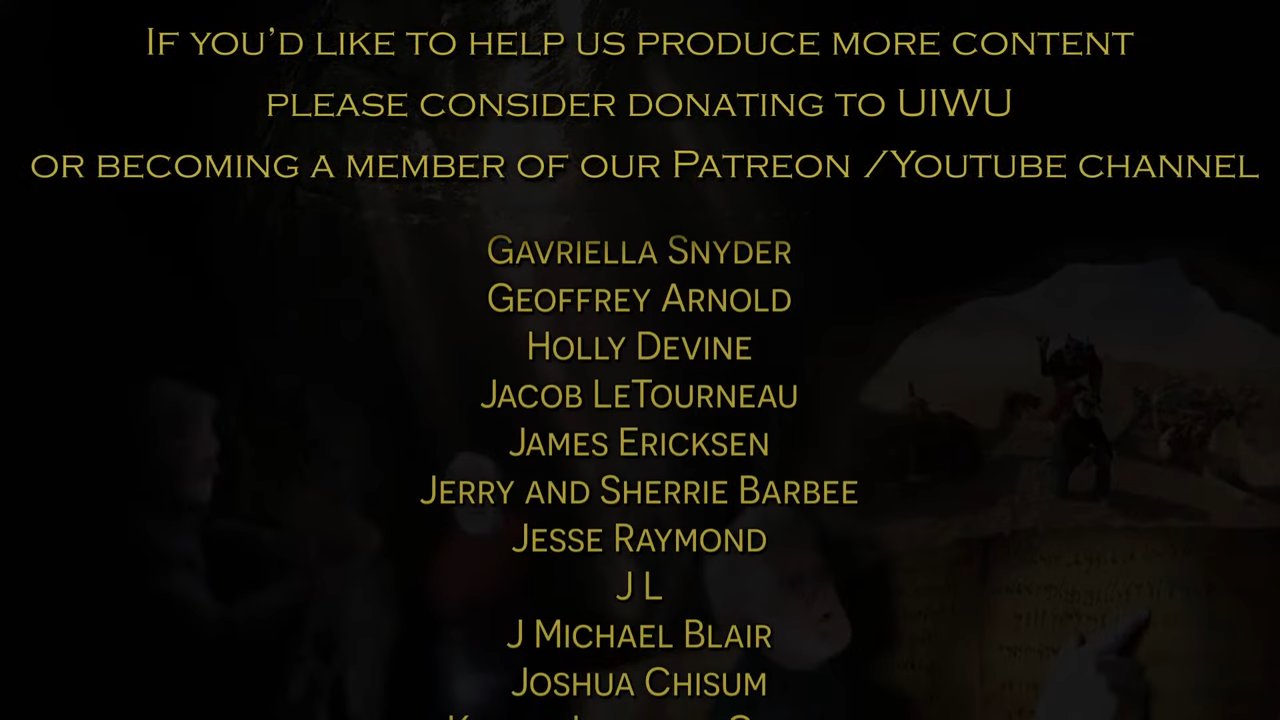 If you'd like to help us produce more content
please consider donating to UIWU
or becoming a member of our Patreon /Youtube channel
Gavriella Snyder
Geoffrey Arnold
Holly Devine
Jacob LeTourneau
James Ericksen
Jerry and Sherrie Barbee
Jesse Raymond
J L
J Michael Blair
Joshua Chisum